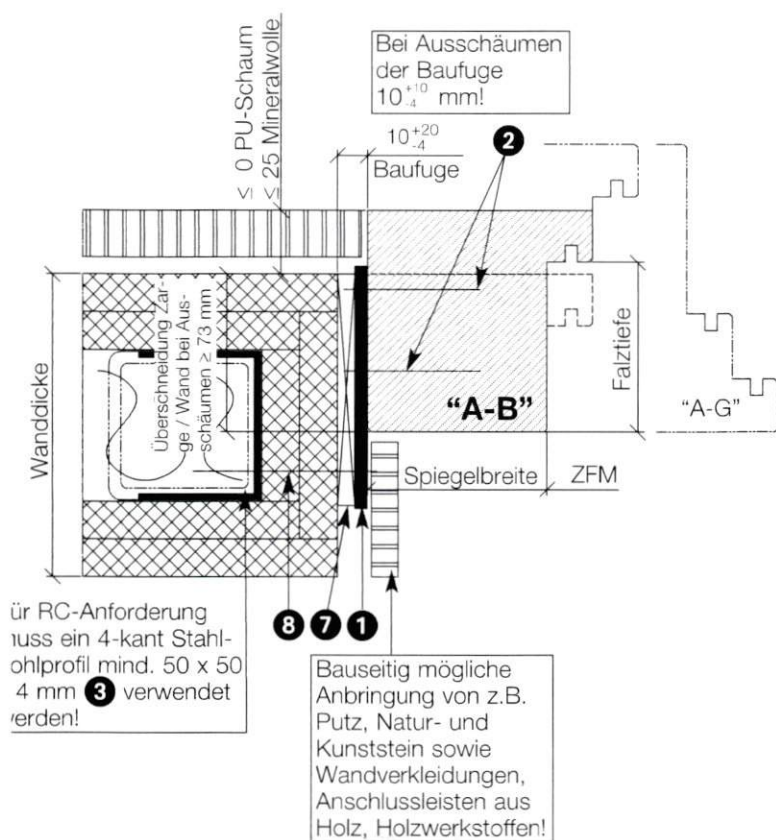 ≤ 0 PU-Schaum
≤ 25 Mineralwolle
Bei Ausschäumen
der Baufuge
10 +10 -4 mm!
10 +20 -4
Baufuge
2
Wanddicke
Überschneidung Zar-
ge / Wand bei Aus-
schäumen ≥ 73 mm
"A-B"
Falztiefe
"A-G"
Spiegelbreite
ZFM
8
7
1
ür RC-Anforderung
nuss ein 4-kant Stahl-
ohlprofil mind. 50 x 50
4 mm 3 verwendet
verden!
Bauseitig mögliche
Anbringung von z.B.
Putz, Natur- und
Kunststein sowie
Wandverkleidungen,
Anschlussleisten aus
Holz, Holzwerkstoffen!